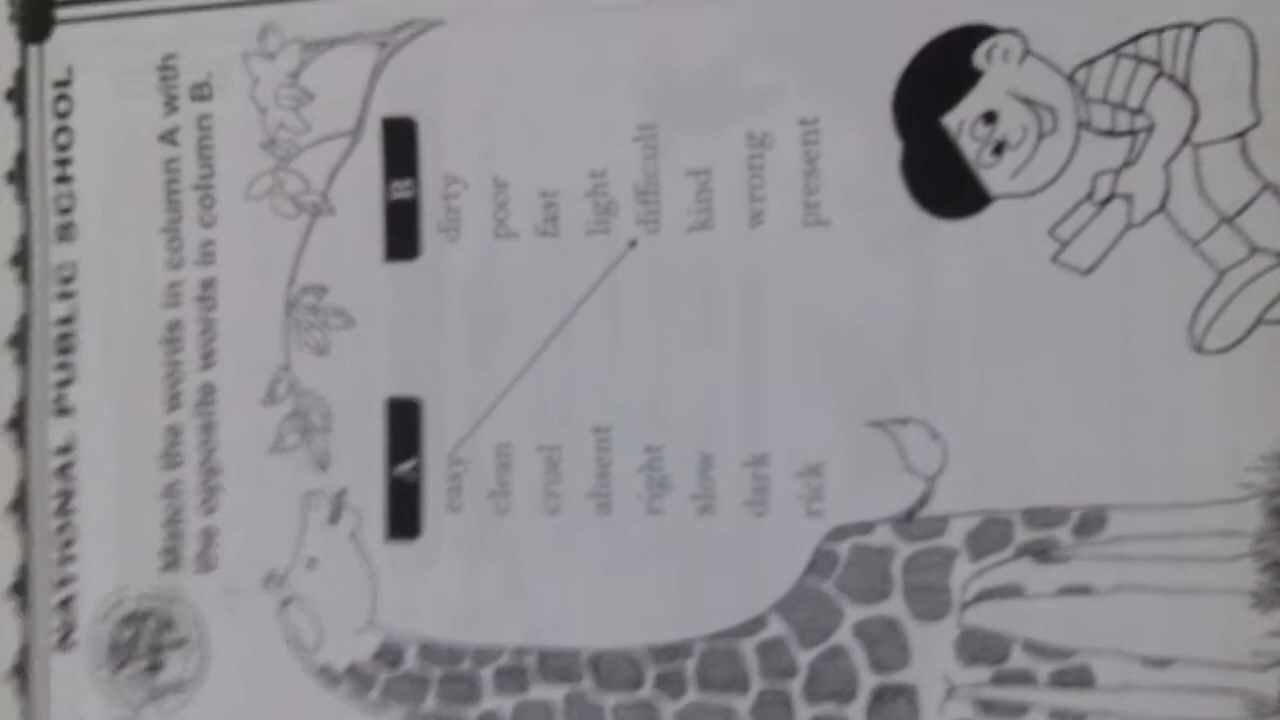 NATIONAL PUBLIC SCHOOL
Match the words in column A with
the opposite words in column B.
A B
easy dirty
clean poor
cruel fast
absent light
right difficult
slow kind
dark wrong
rick present